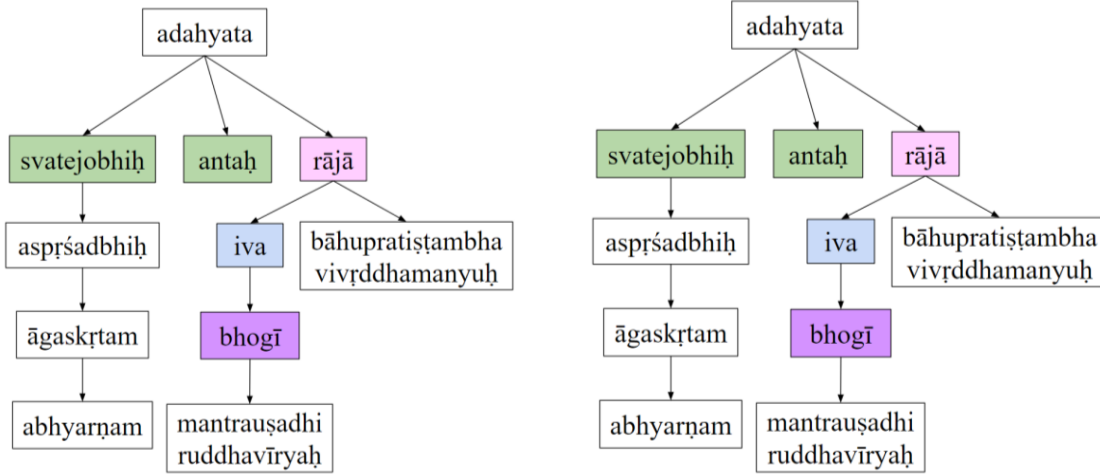 adahyata
svatejobhiḥ
antaḥ
rājā
aspṛśadbhiḥ
iva
bāhupratiṣṭambha
vivṛddhamanyuḥ
āgaskṛtam
bhogī
abhyarṇam
mantrauṣadhi
ruddhavīryaḥ
adahyata
svatejobhiḥ
antaḥ
rājā
aspṛśadbhiḥ
iva
bāhupratiṣṭambha
vivṛddhamanyuḥ
āgaskṛtam
bhogī
abhyarṇam
mantrauṣadhi
ruddhavīryaḥ